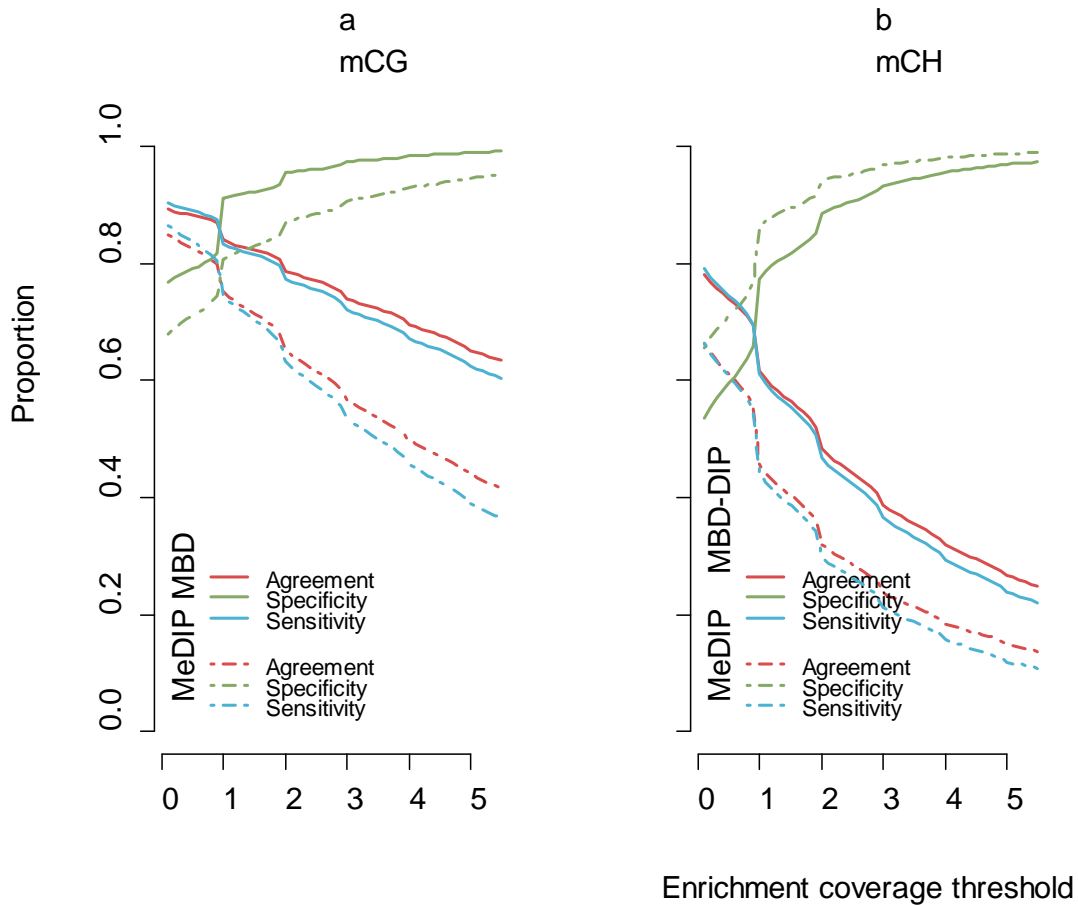 a
mCG
Proportion
1.0
0.8
0.6
0.4
0.2
0.0
MBD
Agreement
Specificity
Sensitivity
MeDIP
Agreement
Specificity
Sensitivity
0 1 2 3 4 5
b
mCH
MBD-DIP
Agreement
Specificity
Sensitivity
MeDIP
Agreement
Specificity
Sensitivity
0 1 2 3 4 5
Enrichment coverage threshold